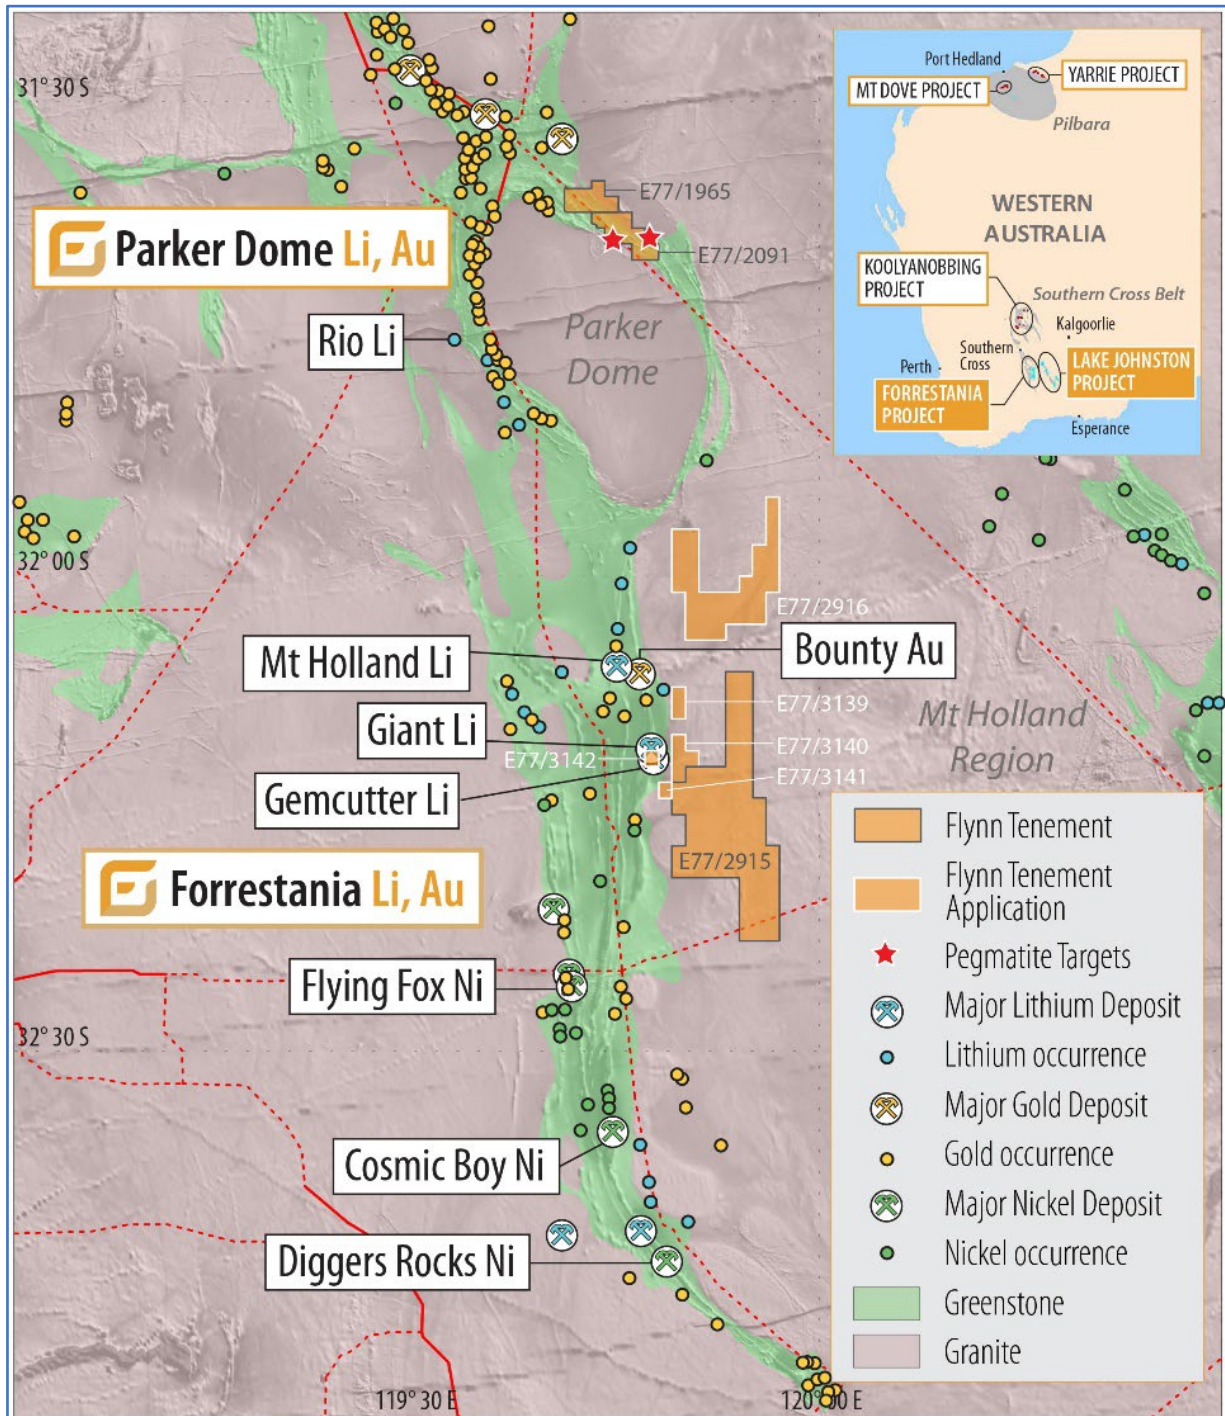 31° 30 S
Port Hedland
YARRIE PROJECT
MT DOVE PROJECT
Pilbara
WESTERN
AUSTRALIA
KOOLYANOBBING
PROJECT
Southern Cross Belt
Kalgoorlie
Southern
Cross
Perth
LAKE JOHNSTON
PROJECT
FORRESTANIA
PROJECT
Esperance
E77/1965
E77/2091
Parker Dome Li, Au
Rio Li
Parker
Dome
32° 00 S
E77/2916
Mt Holland Li
Bounty Au
E77/3139
Mt Holland
Region
Giant Li
E77/3140
E77/3142
E77/3141
Gemcutter Li
E77/2915
Forrestania Li, Au
Flying Fox Ni
32° 30 S
Cosmic Boy Ni
Diggers Rocks Ni
Flynn Tenement
Flynn Tenement
Application
Pegmatite Targets
Major Lithium Deposit
Lithium occurrence
Major Gold Deposit
Gold occurrence
Major Nickel Deposit
Nickel occurrence
Greenstone
Granite
119° 30 E